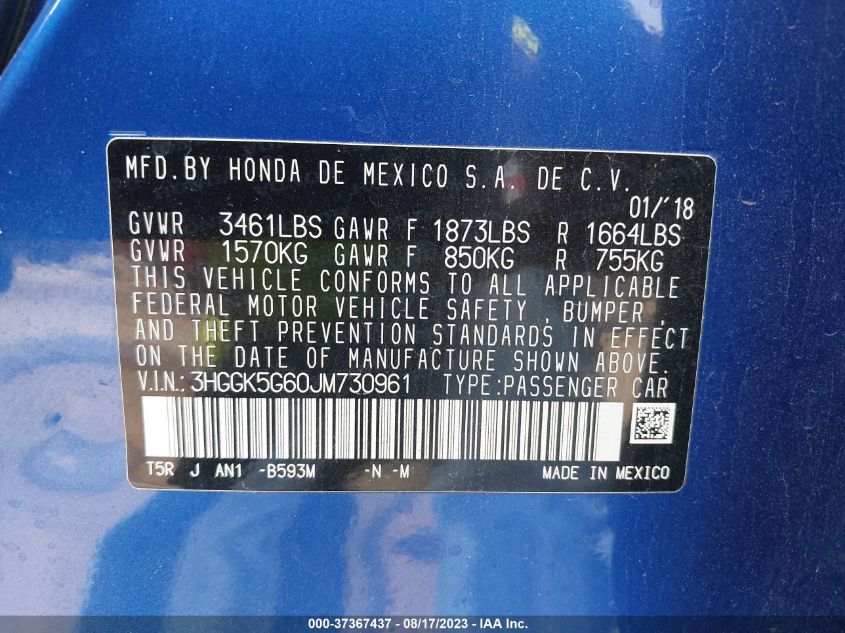 MFD.BY HONDA DE MEXICO S.A. DE C.V.
01/'18
GVWR 3461LBS GAWR F 1873LBS R 1664LBS
GVWR 1570KG GAWR F 850KG R 755KG
THIS VEHICLE CONFORMS TO ALL APPLICABLE
FEDERAL MOTOR VEHICLE SAFETY, BUMPER,
AND THEFT PREVENTION STANDARDS IN EFFECT
ON THE DATE OF MANUFACTURE SHOWN ABOVE.
V.I.N.: 3HGGK5G60JM730961 TYPE:PASSENGER CAR
T5R J AN1 -B593M -N -M MADE IN MEXICO
000-37367437 - 08/17/2023 - IAA Inc.